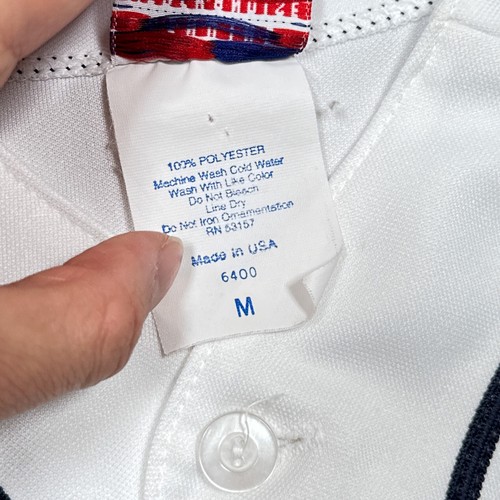 100% POLYESTER
Machine Wash Cold Water
Wash With Like Color
Do Not Bleach
Line Dry
Do Not Iron Ornamentation
RN 53157
Made in USA
6400
M